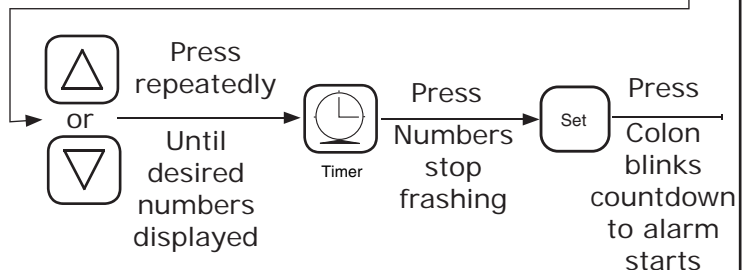 or
Press
repeatedly
Until
desired
numbers
displayed
Timer
Press
Numbers
stop
frashing
Set
Press
Colon
blinks
countdown
to alarm
starts